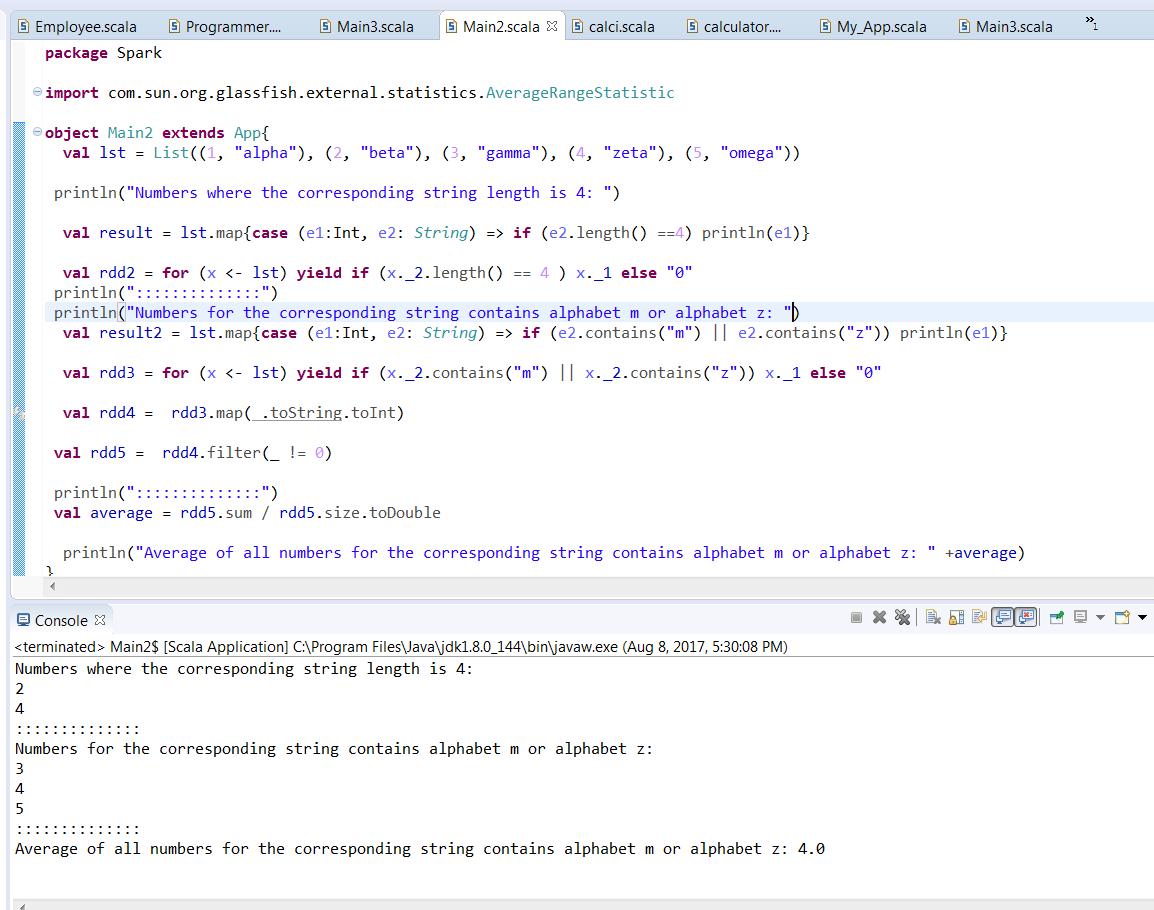 Employee.scala Programmer.... Main3.scala Main2.scala calci.scala calculator.... My_App.scala Main3.scala »1
package Spark
import com.sun.org.glassfish.external.statistics.AverageRangeStatistic
object Main2 extends App{
val lst = List((1, "alpha"), (2, "beta"), (3, "gamma"), (4, "zeta"), (5, "omega"))
println("Numbers where the corresponding string length is 4: ")
val result = lst.map{case (e1:Int, e2: String) => if (e2.length() ==4) println(e1)}
val rdd2 = for (x <- lst) yield if (x._2.length() == 4 ) x._1 else "0"
println("::::::::::::::")
println("Numbers for the corresponding string contains alphabet m or alphabet z: ")
val result2 = lst.map{case (e1:Int, e2: String) => if (e2.contains("m") || e2.contains("z")) println(e1)}
val rdd3 = for (x <- lst) yield if (x._2.contains("m") || x._2.contains("z")) x._1 else "0"
val rdd4 = rdd3.map(_.toString.toInt)
val rdd5 = rdd4.filter(_ != 0)
println("::::::::::::::")
val average = rdd5.sum / rdd5.size.toDouble
println("Average of all numbers for the corresponding string contains alphabet m or alphabet z: " +average)
}
Console
<terminated> Main2$ [Scala Application] C:\Program Files\Java\jdk1.8.0_144\bin\javaw.exe (Aug 8, 2017, 5:30:08 PM)
Numbers where the corresponding string length is 4:
2
4
::::::::::::::
Numbers for the corresponding string contains alphabet m or alphabet z:
3
4
5
::::::::::::::
Average of all numbers for the corresponding string contains alphabet m or alphabet z: 4.0